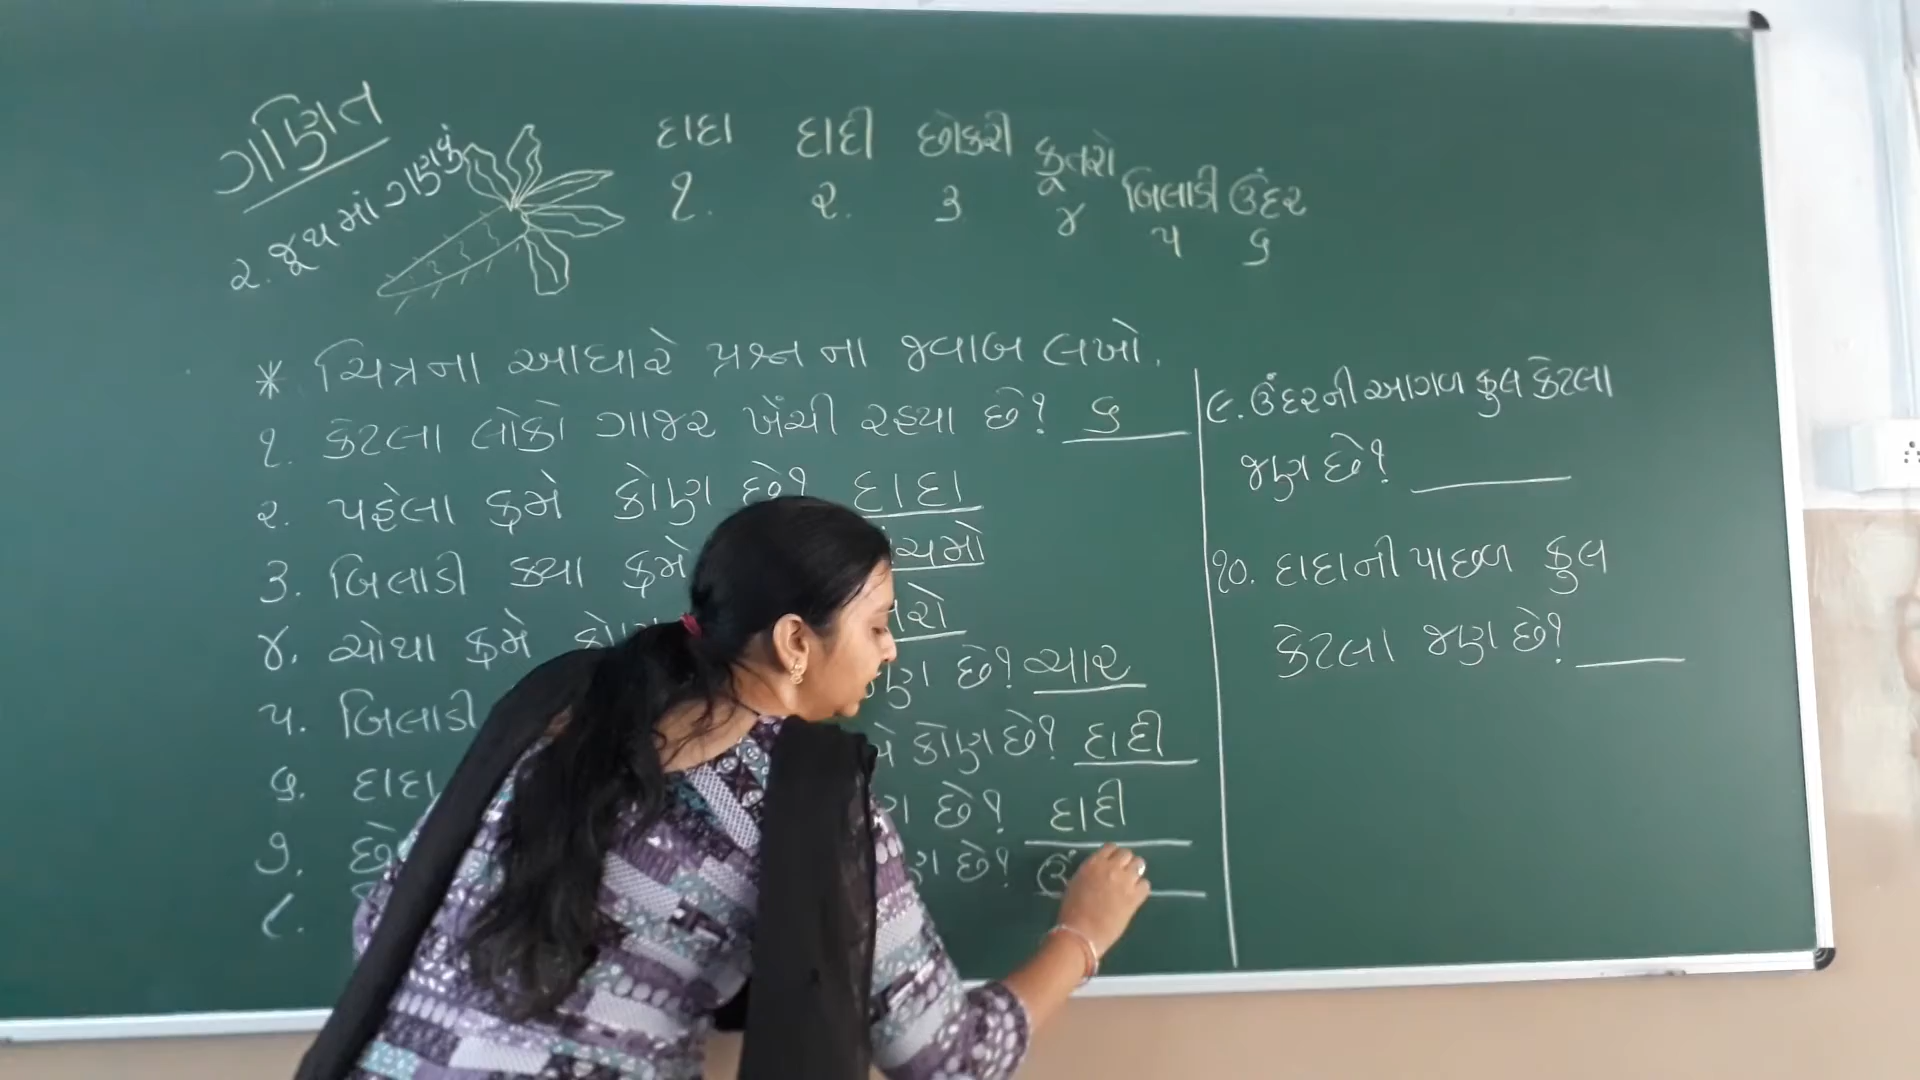 ગણિત
૨. જૂથમાં ગણવું
દાદા દાદી છોકરી કૂતરો બિલાડી ઉંદર
૧. ૨. ૩ ૪ ૫ ૬
* ચિત્રના આધારે પ્રશ્નના જવાબ લખો.
૧. કેટલા લોકો ગાજર ખેંચી રહ્યા છે? ૬
૨. પહેલા ક્રમે કોણ છે? દાદા
૩. બિલાડી કયા ક્રમે ચમો
૪. ચોથા ક્રમે કોણ રો
૫. બિલાડી છે? ચાર
૬. દાદા કોણ છે? દાદી
૭. છો છે? દાદી
૮. છે? ઉં
૯. ઉંદરની આગળ કુલ કેટલા
જણ છે?
૧૦. દાદાની પાછળ કુલ
કેટલા જણ છે?